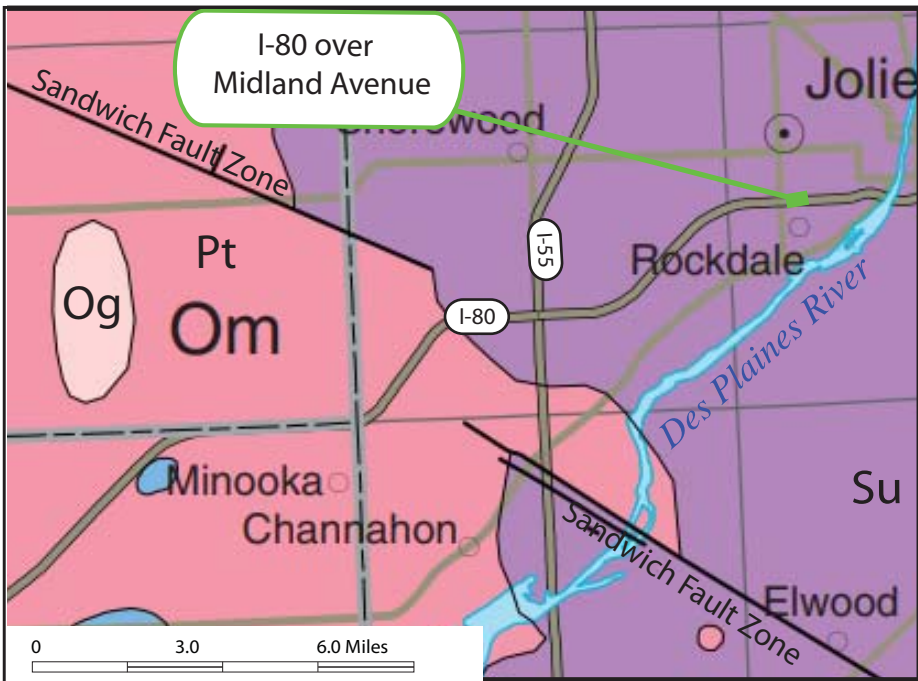 I-80 over
Midland Avenue
Jolie
Sandwich Fault Zone
Shorewood
Pt
I-55
Rockdale
Og
Om
I-80
Des Plaines River
Minooka
Su
Channahon
Sandwich Fault Zone
Elwood
0 3.0 6.0 Miles